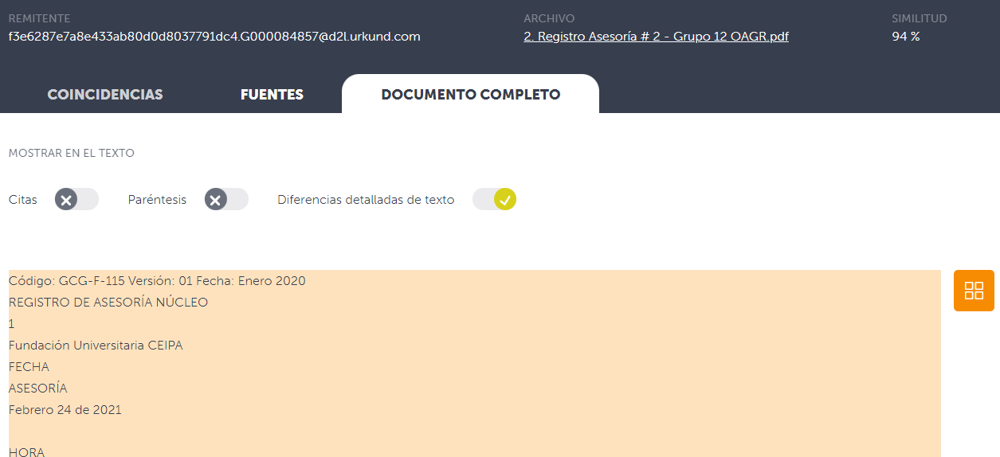 REMITENTE
f3e6287e7a8e433ab80d0d8037791dc4.G000084857@d2l.urkund.com
ARCHIVO
2. Registro Asesoría # 2 - Grupo 12 OAGR.pdf
SIMILITUD
94 %
COINCIDENCIAS
FUENTES
DOCUMENTO COMPLETO
MOSTRAR EN EL TEXTO
Citas
Paréntesis
Diferencias detalladas de texto
Código: GCG-F-115 Versión: 01 Fecha: Enero 2020
REGISTRO DE ASESORÍA NÚCLEO
1
Fundación Universitaria CEIPA
FECHA
ASESORÍA
Febrero 24 de 2021
HORA